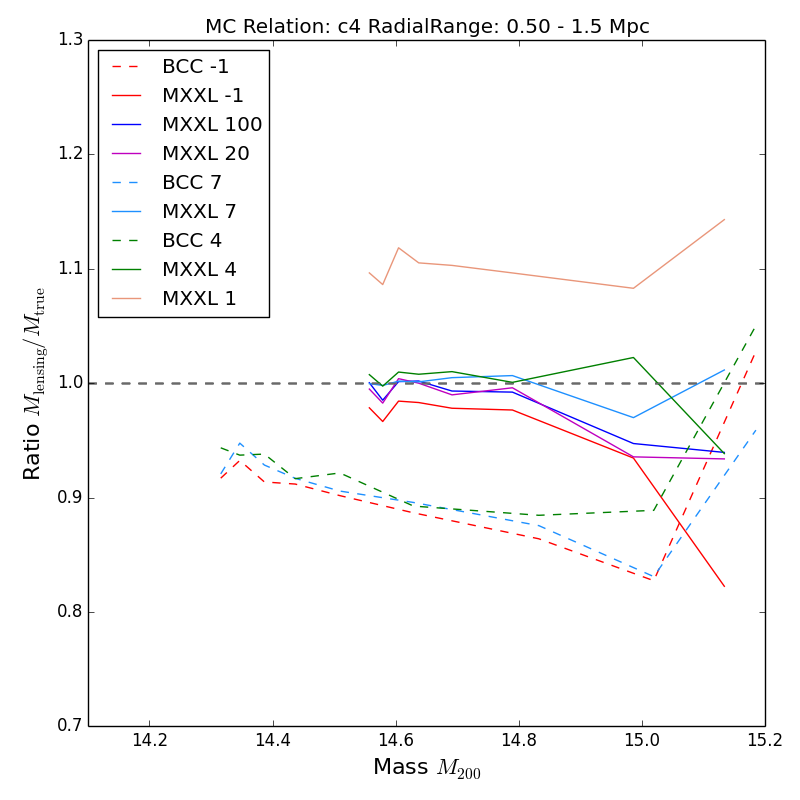 MC Relation: c4 RadialRange: 0.50 - 1.5 Mpc
1.3
1.2
1.1
1.0
0.9
0.8
0.7
BCC -1
MXXL -1
MXXL 100
MXXL 20
BCC 7
MXXL 7
BCC 4
MXXL 4
MXXL 1
Ratio M_lensing/M_true
14.2 14.4 14.6 14.8 15.0 15.2
Mass M_200